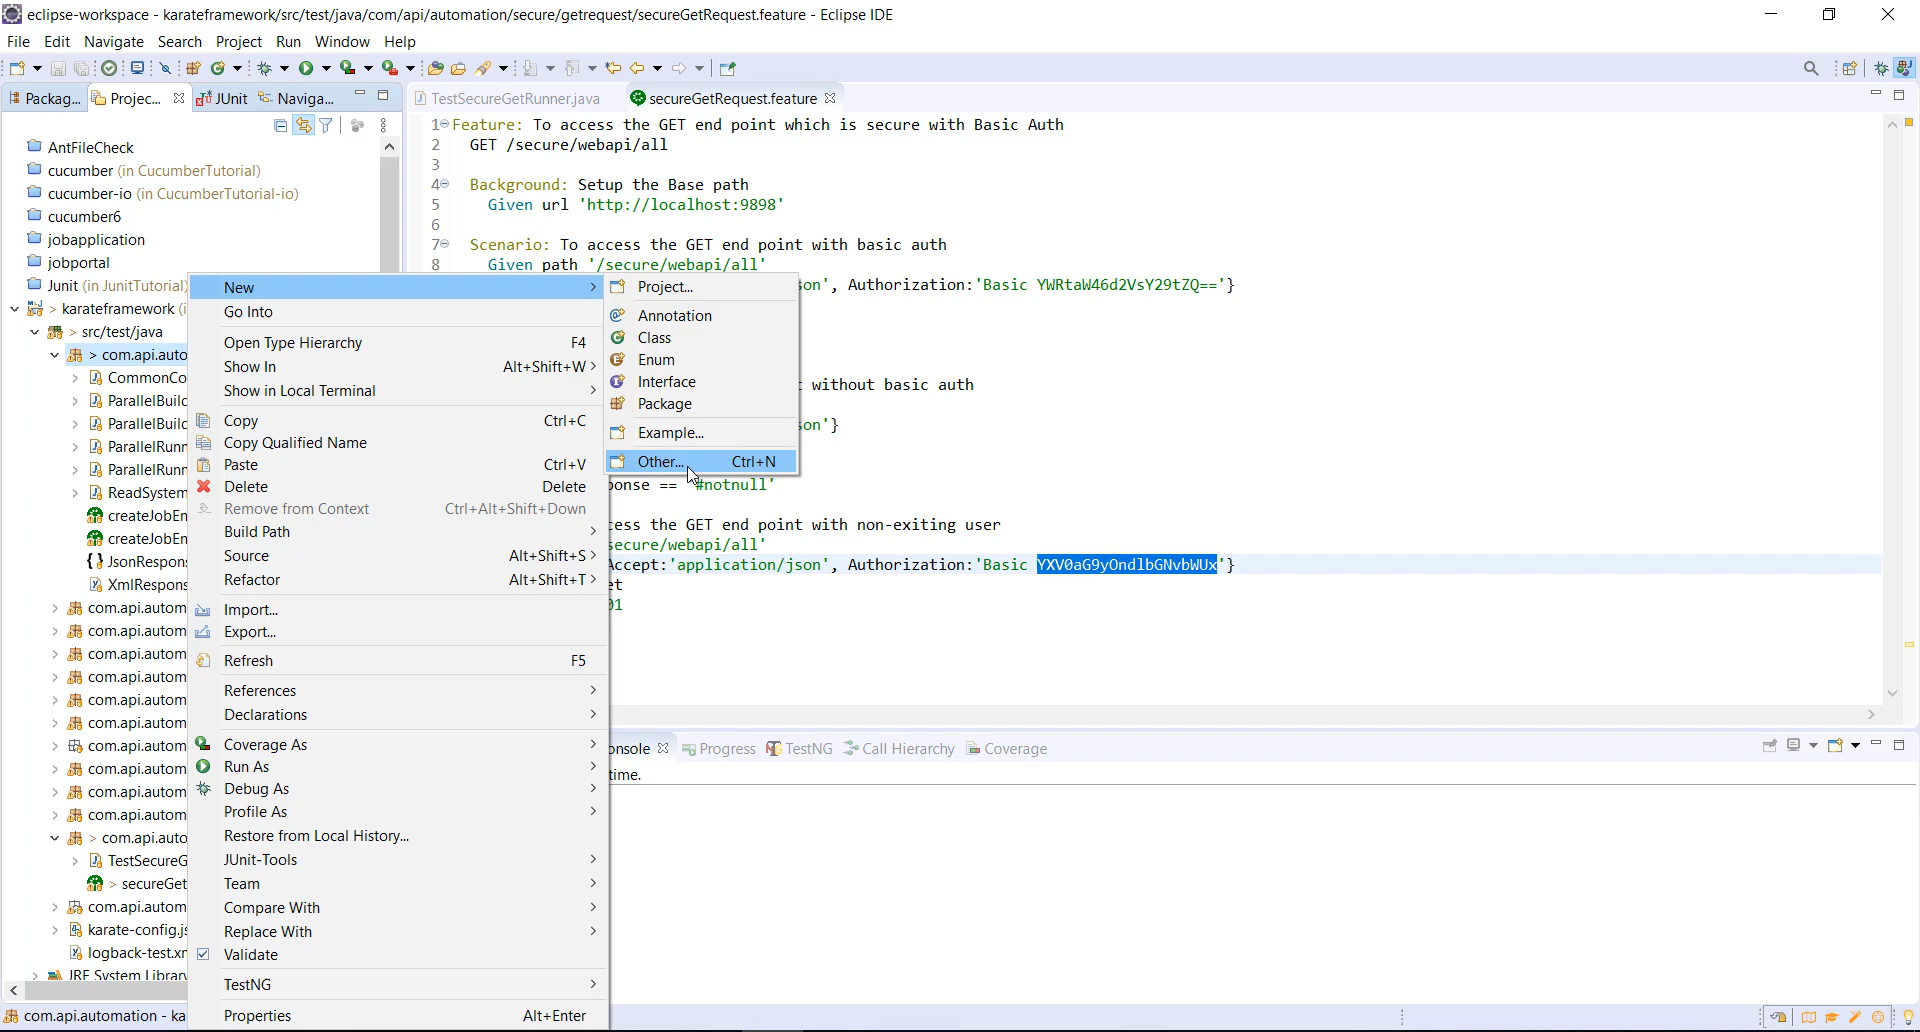 eclipse-workspace - karateframework/src/test/java/com/api/automation/secure/getrequest/secureGetRequest.feature - Eclipse IDE
File Edit Navigate Search Project Run Window Help
Packag... Projec... JUnit Naviga...
TestSecureGetRunner.java secureGetRequest.feature
AntFileCheck
cucumber (in CucumberTutorial)
cucumber-io (in CucumberTutorial-io)
cucumber6
jobapplication
jobportal
Junit (in JunitTutorial)
> karateframework (i
> src/test/java
> com.api.auto
CommonCo
ParallelBuilc
ParallelBuilc
ParallelRunn
ParallelRunn
ReadSystem
createJobEn
createJobEn
JsonRespons
XmlRespons
com.api.autom
com.api.autom
com.api.autom
com.api.autom
com.api.autom
com.api.autom
com.api.autom
com.api.autom
com.api.autom
com.api.autom
> com.api.auto
TestSecureG
> secureGet
com.api.autom
karate-config.js
logback-test.xn
JRE System Library
com.api.automation - ka
New
Go Into
Open Type Hierarchy F4
Show In Alt+Shift+W
Show in Local Terminal
Copy Ctrl+C
Copy Qualified Name
Paste Ctrl+V
Delete Delete
Remove from Context Ctrl+Alt+Shift+Down
Build Path
Source Alt+Shift+S
Refactor Alt+Shift+T
Import...
Export...
Refresh F5
References
Declarations
Coverage As
Run As
Debug As
Profile As
Restore from Local History...
JUnit-Tools
Team
Compare With
Replace With
Validate
TestNG
Properties Alt+Enter
Project...
Annotation
Class
Enum
Interface
Package
Example...
Other... Ctrl+N
1 Feature: To access the GET end point which is secure with Basic Auth
2 GET /secure/webapi/all
3
4 Background: Setup the Base path
5 Given url 'http://localhost:9898'
6
7 Scenario: To access the GET end point with basic auth
8 Given path '/secure/webapi/all'
son', Authorization:'Basic YWRtaW46d2VsY29tZQ=='}
t without basic auth
son'}
ponse == '#notnull'
cess the GET end point with non-exiting user
secure/webapi/all'
Accept:'application/json', Authorization:'Basic YXV0aG9yOndlbGNvbWUx'}
et
01
onsole Progress TestNG Call Hierarchy Coverage
time.